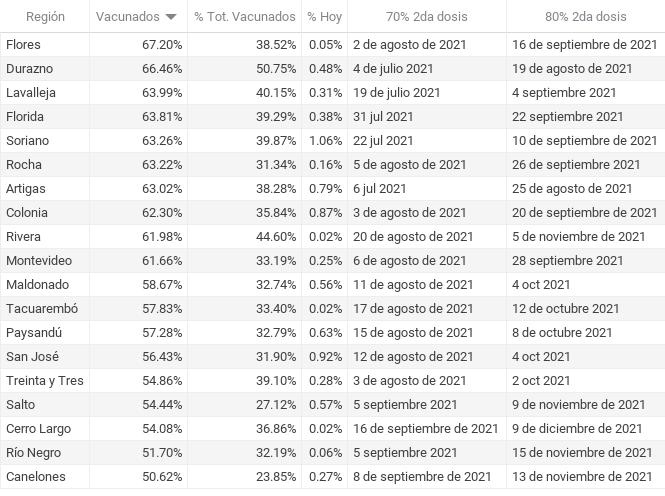 Región Vacunados % Tot. Vacunados % Hoy 70% 2da dosis 80% 2da dosis
Flores 67.20% 38.52% 0.05% 2 de agosto de 2021 16 de septiembre de 2021
Durazno 66.46% 50.75% 0.48% 4 de julio 2021 19 de agosto de 2021
Lavalleja 63.99% 40.15% 0.31% 19 de julio 2021 4 septiembre 2021
Florida 63.81% 39.29% 0.38% 31 jul 2021 22 septiembre 2021
Soriano 63.26% 39.87% 1.06% 22 jul 2021 10 de septiembre de 2021
Rocha 63.22% 31.34% 0.16% 5 de agosto de 2021 26 de septiembre 2021
Artigas 63.02% 38.28% 0.79% 6 jul 2021 25 de agosto de 2021
Colonia 62.30% 35.84% 0.87% 3 de agosto de 2021 20 de septiembre de 2021
Rivera 61.98% 44.60% 0.02% 20 de agosto de 2021 5 de noviembre de 2021
Montevideo 61.66% 33.19% 0.25% 6 de agosto de 2021 28 septiembre 2021
Maldonado 58.67% 32.74% 0.56% 11 de agosto de 2021 4 oct 2021
Tacuarembó 57.83% 33.40% 0.02% 17 de agosto de 2021 12 de octubre 2021
Paysandú 57.28% 32.79% 0.63% 15 de agosto de 2021 8 de octubre 2021
San José 56.43% 31.90% 0.92% 12 de agosto de 2021 4 oct 2021
Treinta y Tres 54.86% 39.10% 0.28% 3 de agosto de 2021 2 oct 2021
Salto 54.44% 27.12% 0.57% 5 septiembre 2021 9 de noviembre de 2021
Cerro Largo 54.08% 36.86% 0.02% 16 de septiembre de 2021 9 de diciembre de 2021
Río Negro 51.70% 32.19% 0.06% 5 septiembre 2021 15 de noviembre de 2021
Canelones 50.62% 23.85% 0.27% 8 de septiembre de 2021 13 de noviembre de 2021